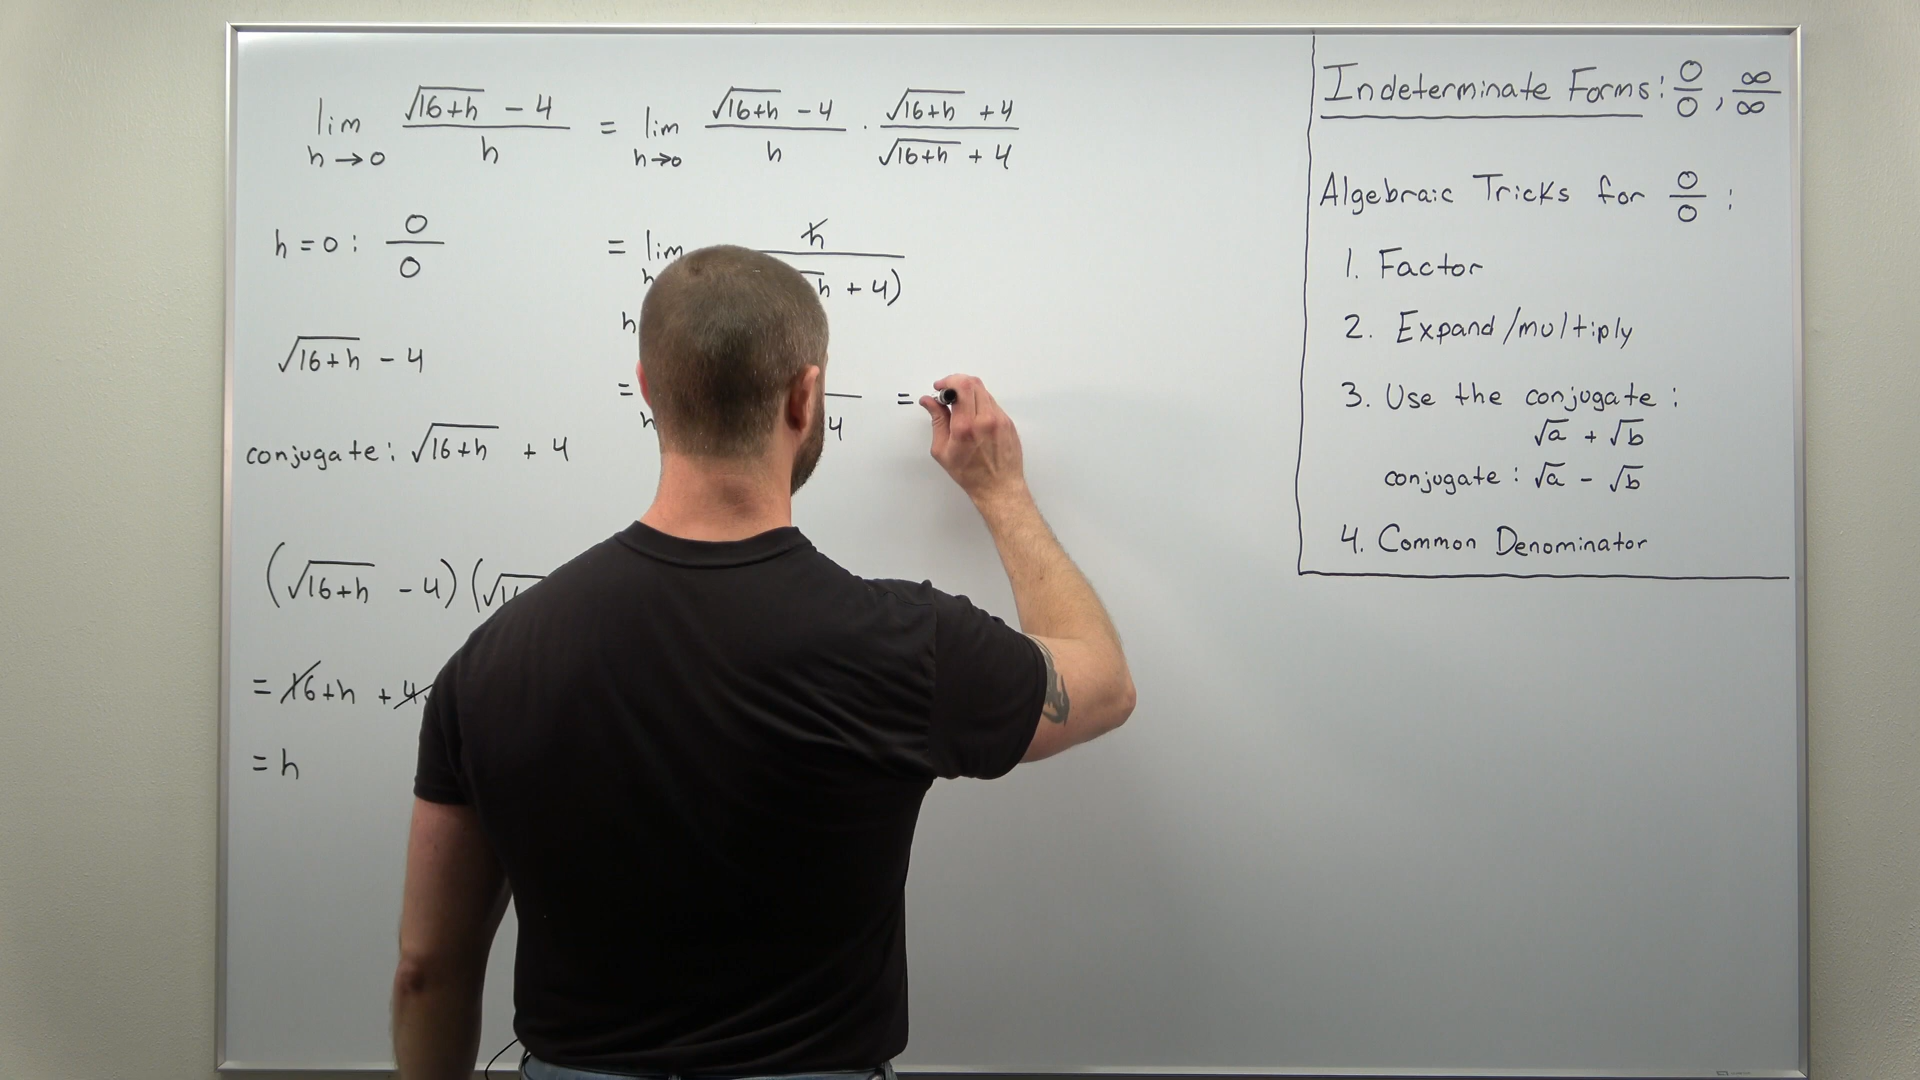 lim h→0 (√(16+h) - 4)/h = lim h→0 (√(16+h) - 4)/h · (√(16+h) + 4)/(√(16+h) + 4)
h = 0 : 0/0
= lim h
h + 4)
h
√(16+h) - 4
=
4
=
conjugate : √(16+h) + 4
(√(16+h) - 4)(√
= 16+h + 4
= h
Indeterminate Forms : 0/0 , ∞/∞
Algebraic Tricks for 0/0 :
1. Factor
2. Expand/multiply
3. Use the conjugate :
√a + √b
conjugate : √a - √b
4. Common Denominator